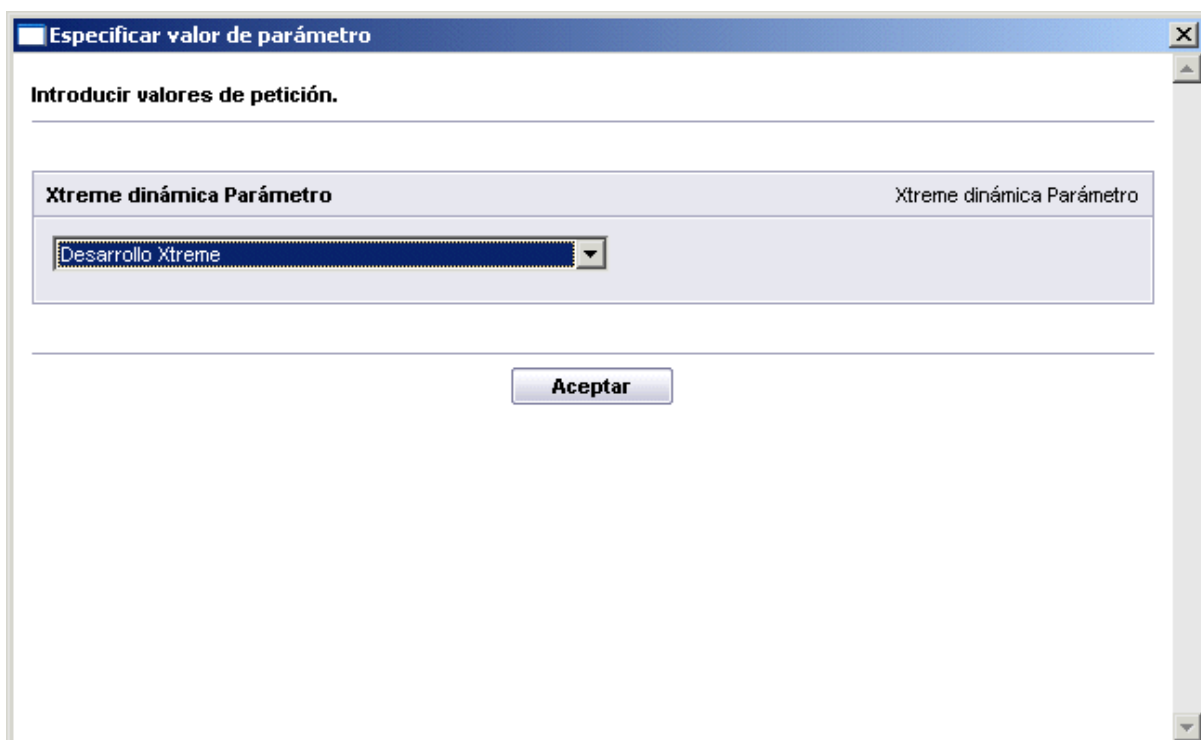 Especificar valor de parámetro
Introducir valores de petición.
Xtreme dinámica Parámetro Xtreme dinámica Parámetro
Desarrollo Xtreme
Aceptar